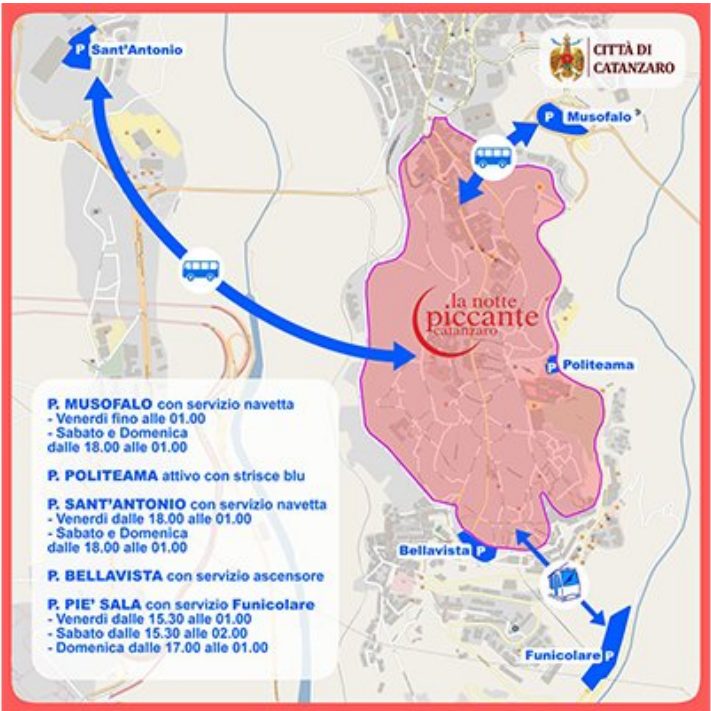 P Sant'Antonio
CITTÀ DI
CATANZARO
P Musofalo
la notte
piccante
catanzaro
P Politeama
P. MUSOFALO con servizio navetta
- Venerdì fino alle 01.00
- Sabato e Domenica
dalle 18.00 alle 01.00
P. POLITEAMA attivo con strisce blu
P. SANT'ANTONIO con servizio navetta
- Venerdì dalle 18.00 alle 01.00
- Sabato e Domenica
dalle 18.00 alle 01.00
P. BELLAVISTA con servizio ascensore
P. PIE' SALA con servizio Funicolare
- Venerdì dalle 15.30 alle 01.00
- Sabato dalle 15.30 alle 02.00
- Domenica dalle 17.00 alle 01.00
Bellavista P
Funicolare P